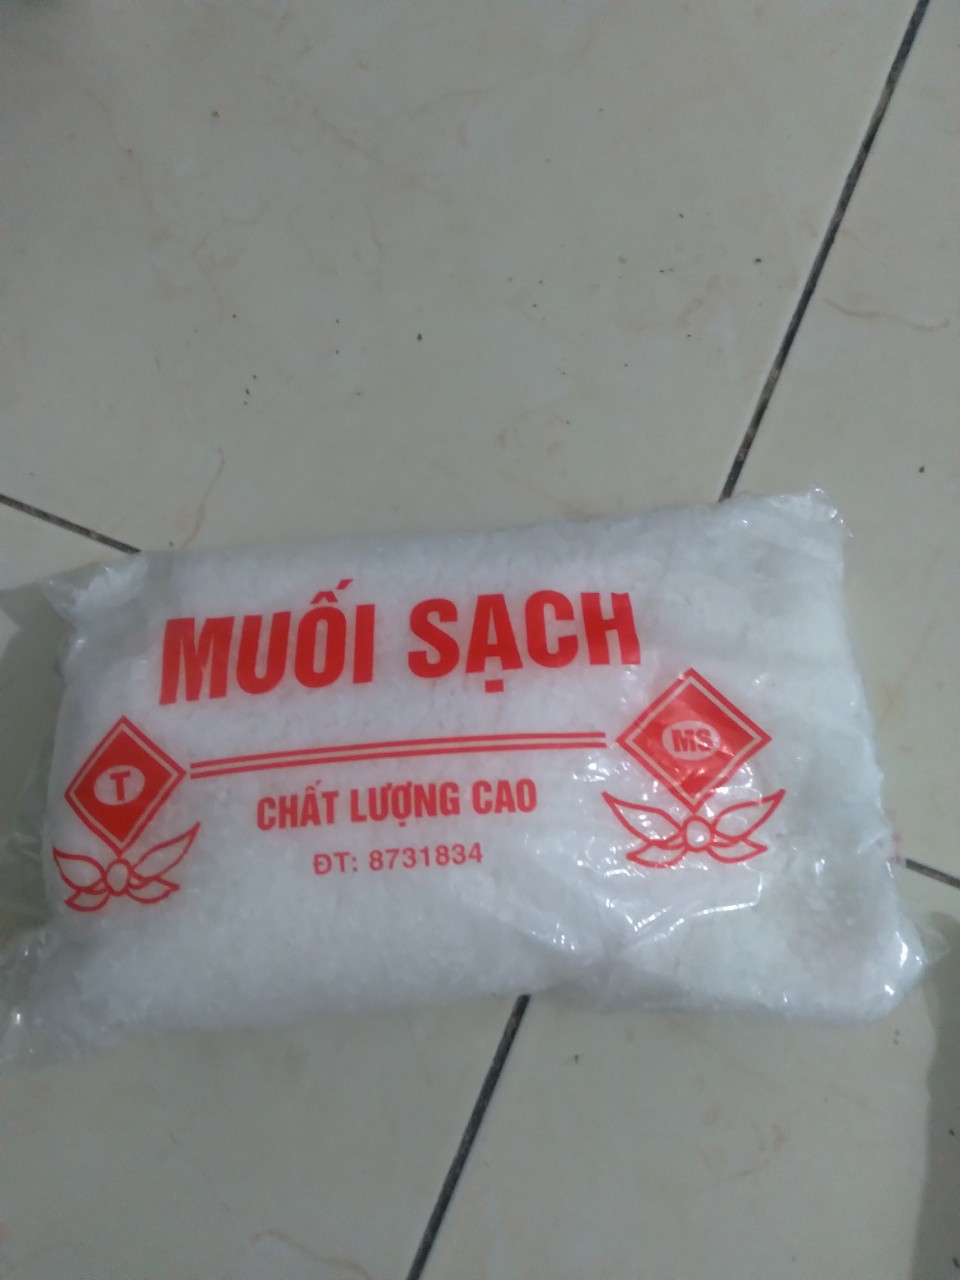 MUỐI SẠCH
T
MS
CHẤT LƯỢNG CAO
ĐT: 8731834